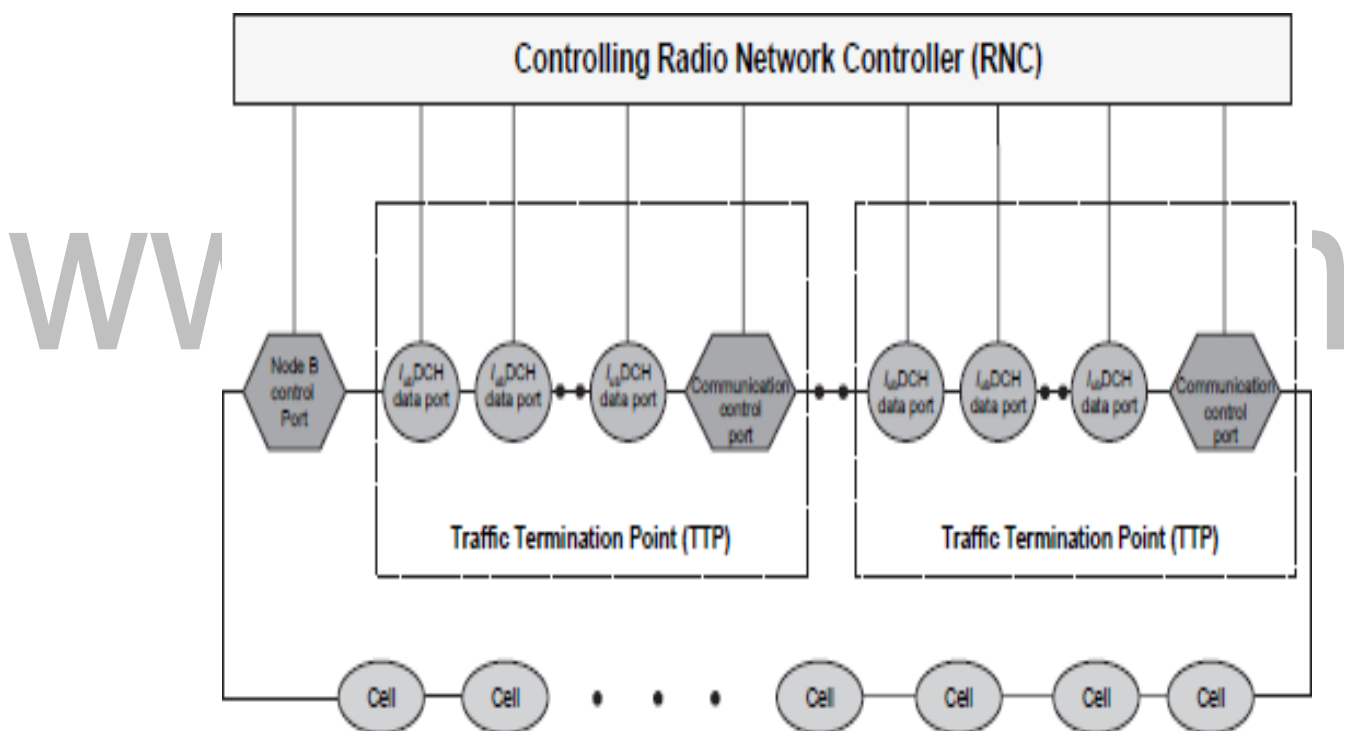 Controlling Radio Network Controller (RNC)
Node B
control
Port
IubDCH
data port
IubDCH
data port
IubDCH
data port
Communication
control
port
IubDCH
data port
IubDCH
data port
IubDCH
data port
Communication
control
port
Traffic Termination Point (TTP)
Traffic Termination Point (TTP)
Cell
Cell
Cell
Cell
Cell
Cell